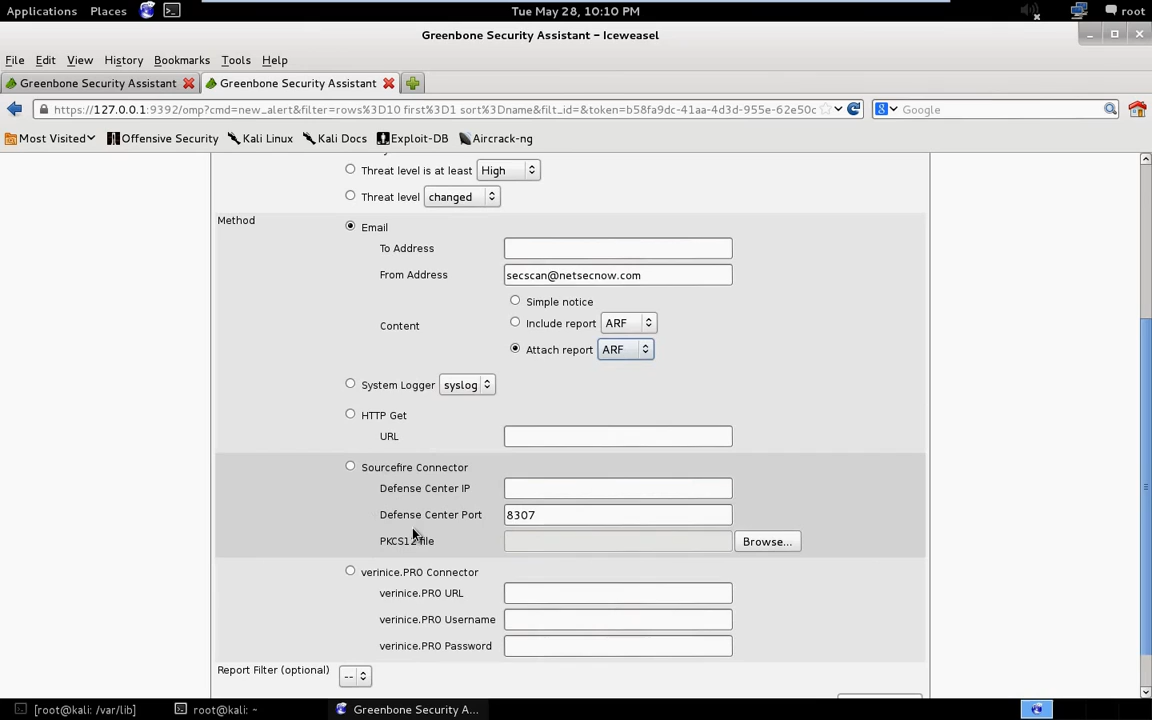 Applications Places Tue May 28, 10:10 PM root
Greenbone Security Assistant - Iceweasel
File Edit View History Bookmarks Tools Help
Greenbone Security Assistant Greenbone Security Assistant
https://127.0.0.1:9392/omp?cmd=new_alert&filter=rows%3D10 first%3D1 sort%3Dname&filt_id=&token=b58fa9dc-41aa-4d3d-955e-62e50c Google
Most Visited Offensive Security Kali Linux Kali Docs Exploit-DB Aircrack-ng
Threat level is at least High
Threat level changed
Method Email
To Address
From Address secscan@netsecnow.com
Simple notice
Content Include report ARF
Attach report ARF
System Logger syslog
HTTP Get
URL
Sourcefire Connector
Defense Center IP
Defense Center Port 8307
PKCS12 file Browse...
verinice.PRO Connector
verinice.PRO URL
verinice.PRO Username
verinice.PRO Password
Report Filter (optional) --
[root@kali: /var/lib] root@kali: ~ Greenbone Security A...